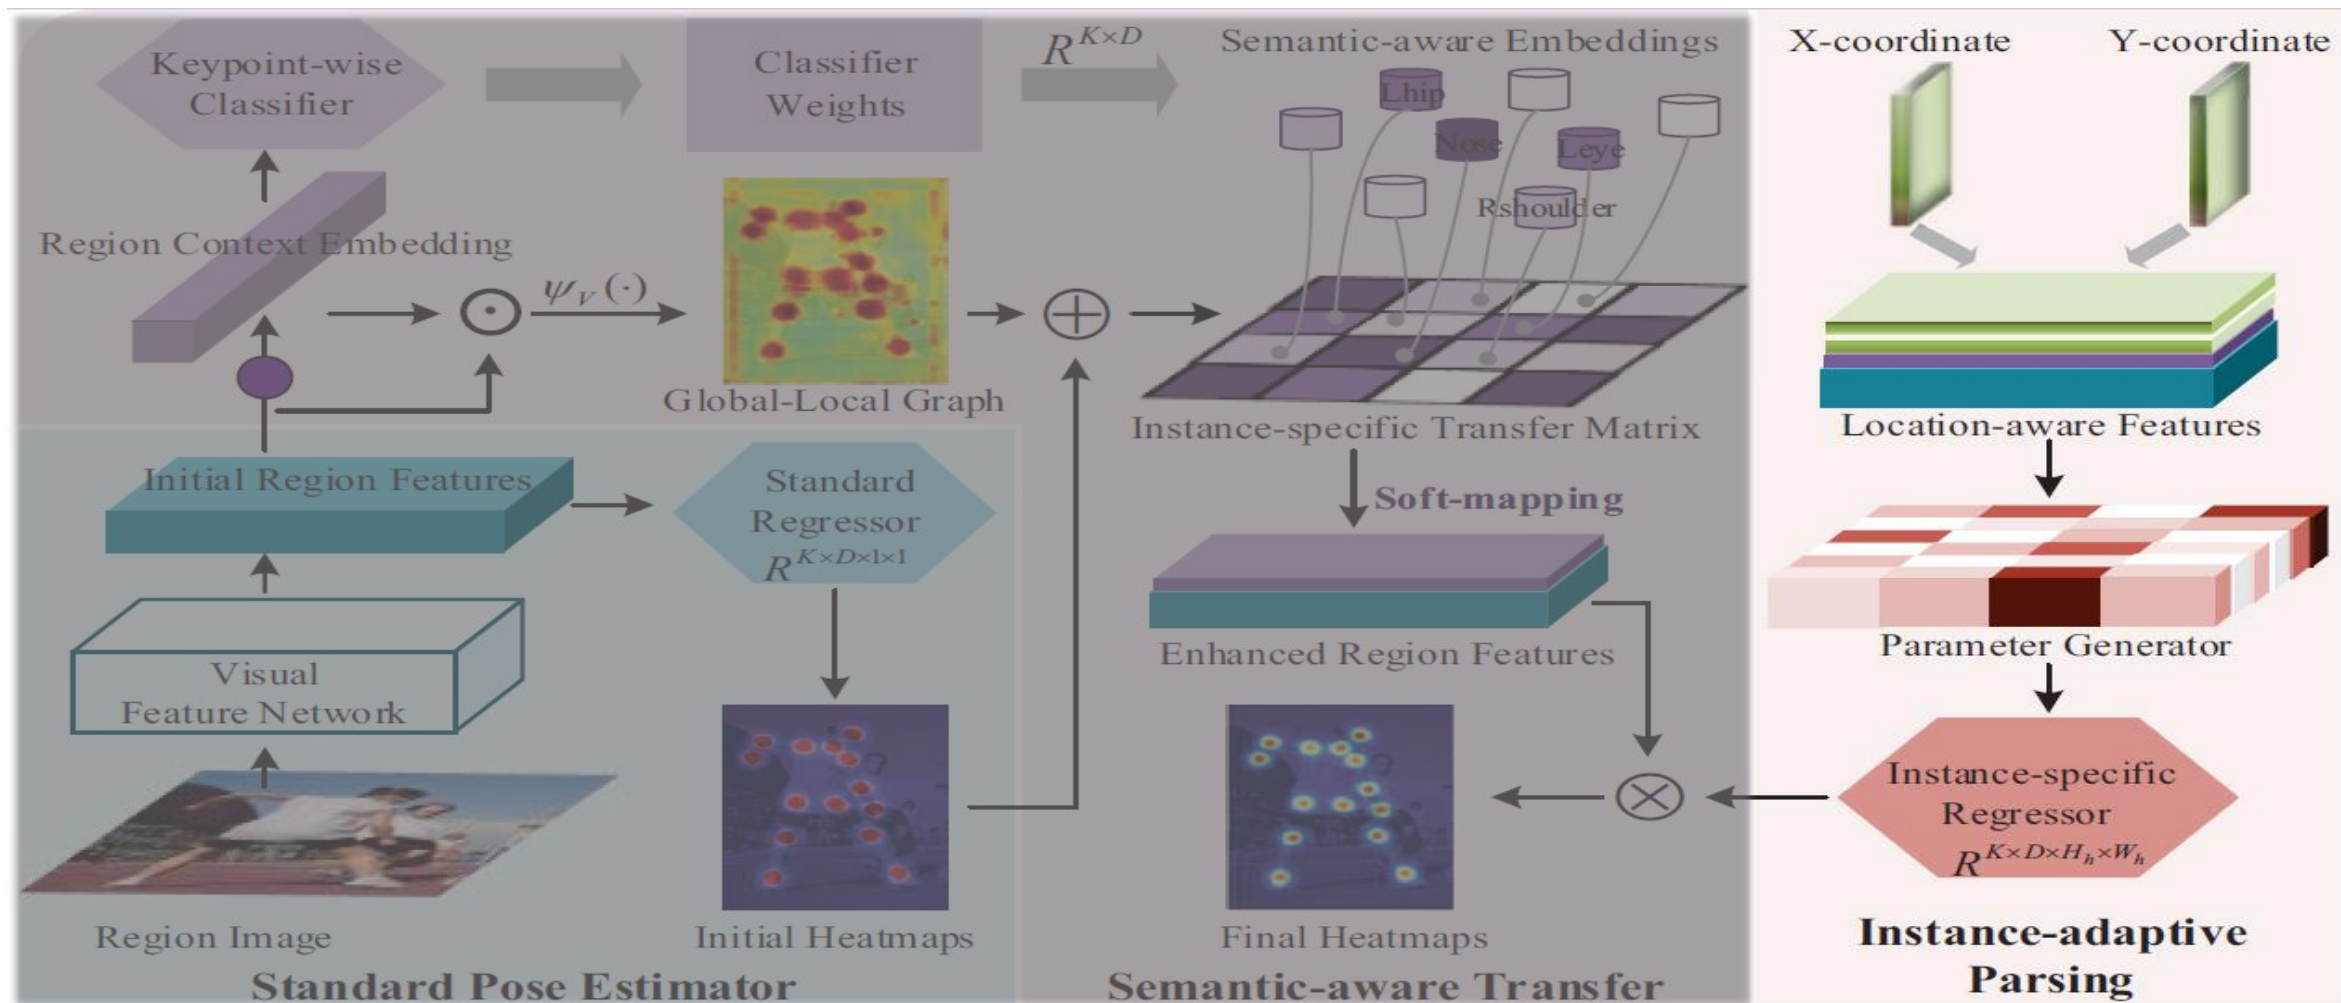 Keypoint-wise
Classifier
Classifier
Weights
R^{K×D}
Semantic-aware Embeddings
Lhip
Nose
Leye
Rshoulder
X-coordinate
Y-coordinate
Region Context Embedding
ψ_V(·)
Global-Local Graph
Instance-specific Transfer Matrix
Location-aware Features
Initial Region Features
Standard
Regressor
R^{K×D×1×1}
Soft-mapping
Visual
Feature Network
Enhanced Region Features
Parameter Generator
Instance-specific
Regressor
R^{K×D×H_h×W_h}
Region Image
Initial Heatmaps
Final Heatmaps
Standard Pose Estimator
Semantic-aware Transfer
Instance-adaptive
Parsing